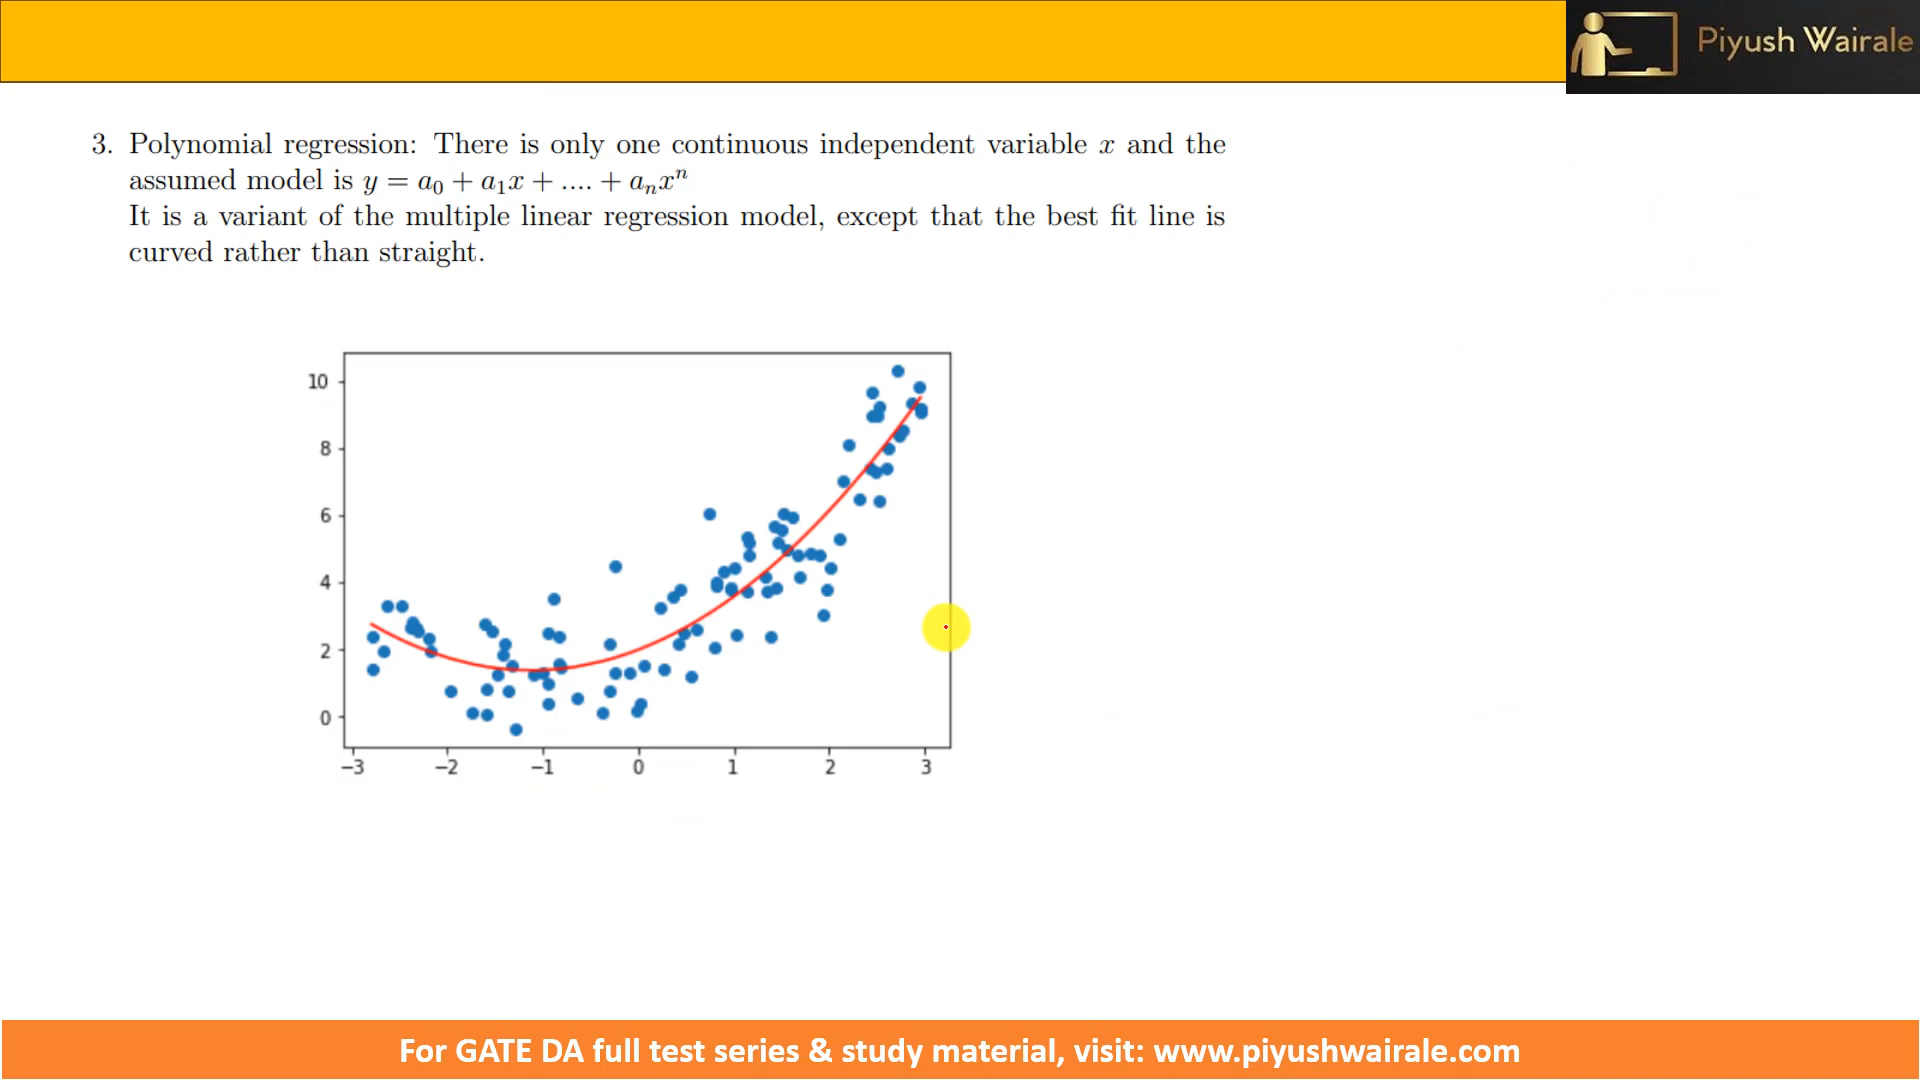 Piyush Wairale
3. Polynomial regression: There is only one continuous independent variable x and the
assumed model is y = a₀ + a₁x + .... + aₙxⁿ
It is a variant of the multiple linear regression model, except that the best fit line is
curved rather than straight.
10
8
6
4
2
0
−3 −2 −1 0 1 2 3
For GATE DA full test series & study material, visit: www.piyushwairale.com